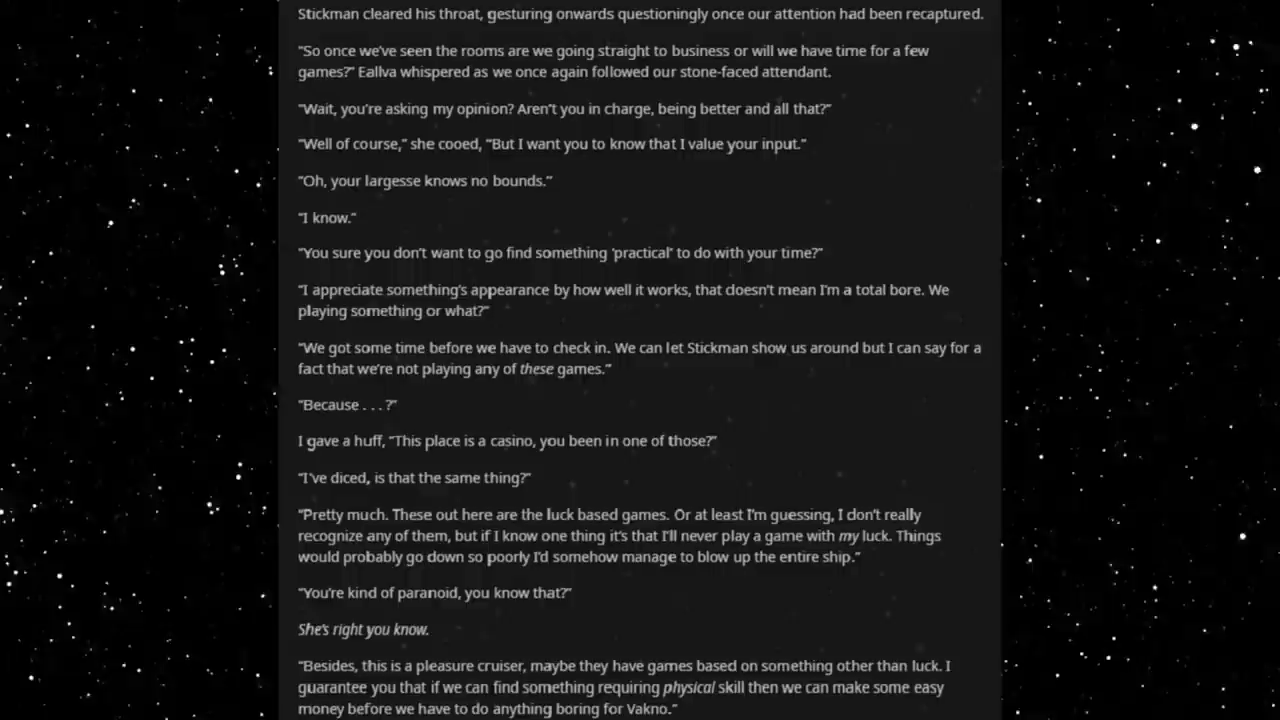 Stickman cleared his throat, gesturing onwards questioningly once our attention had been recaptured.
“So once we’ve seen the rooms are we going straight to business or will we have time for a few
games?” Eallva whispered as we once again followed our stone-faced attendant.
“Wait, you’re asking my opinion? Aren’t you in charge, being better and all that?”
“Well of course,” she cooed, “But I want you to know that I value your input.”
“Oh, your largesse knows no bounds.”
“I know.”
“You sure you don’t want to go find something ‘practical’ to do with your time?”
“I appreciate something’s appearance by how well it works, that doesn’t mean I’m a total bore. We
playing something or what?”
“We got some time before we have to check in. We can let Stickman show us around but I can say for a
fact that we’re not playing any of these games.”
“Because . . . ?”
I gave a huff, “This place is a casino, you been in one of those?”
“I’ve diced, is that the same thing?”
“Pretty much. These out here are the luck based games. Or at least I’m guessing, I don’t really
recognize any of them, but if I know one thing it’s that I’ll never play a game with my luck. Things
would probably go down so poorly I’d somehow manage to blow up the entire ship.”
“You’re kind of paranoid, you know that?”
She’s right you know.
“Besides, this is a pleasure cruiser, maybe they have games based on something other than luck. I
guarantee you that if we can find something requiring physical skill then we can make some easy
money before we have to do anything boring for Vakno.”